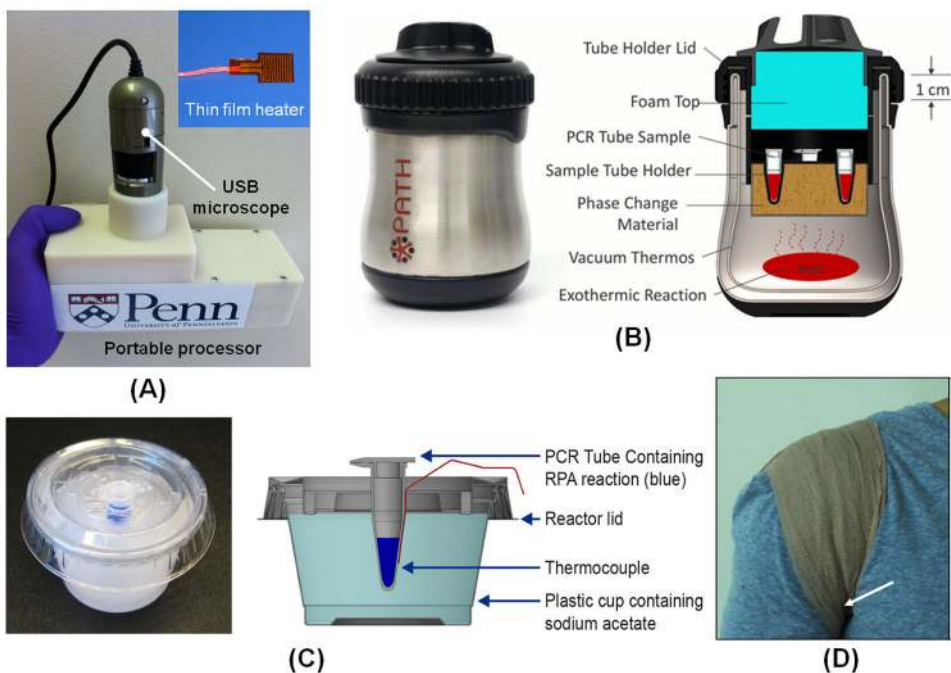 Thin film heater
USB
microscope
Penn
UNIVERSITY OF PENNSYLVANIA
Portable processor
(A)
PATH
Tube Holder Lid
Foam Top
PCR Tube Sample
Sample Tube Holder
Phase Change
Material
Vacuum Thermos
Exothermic Reaction
1 cm
(B)
PCR Tube Containing
RPA reaction (blue)
Reactor lid
Thermocouple
Plastic cup containing
sodium acetate
(C)
(D)